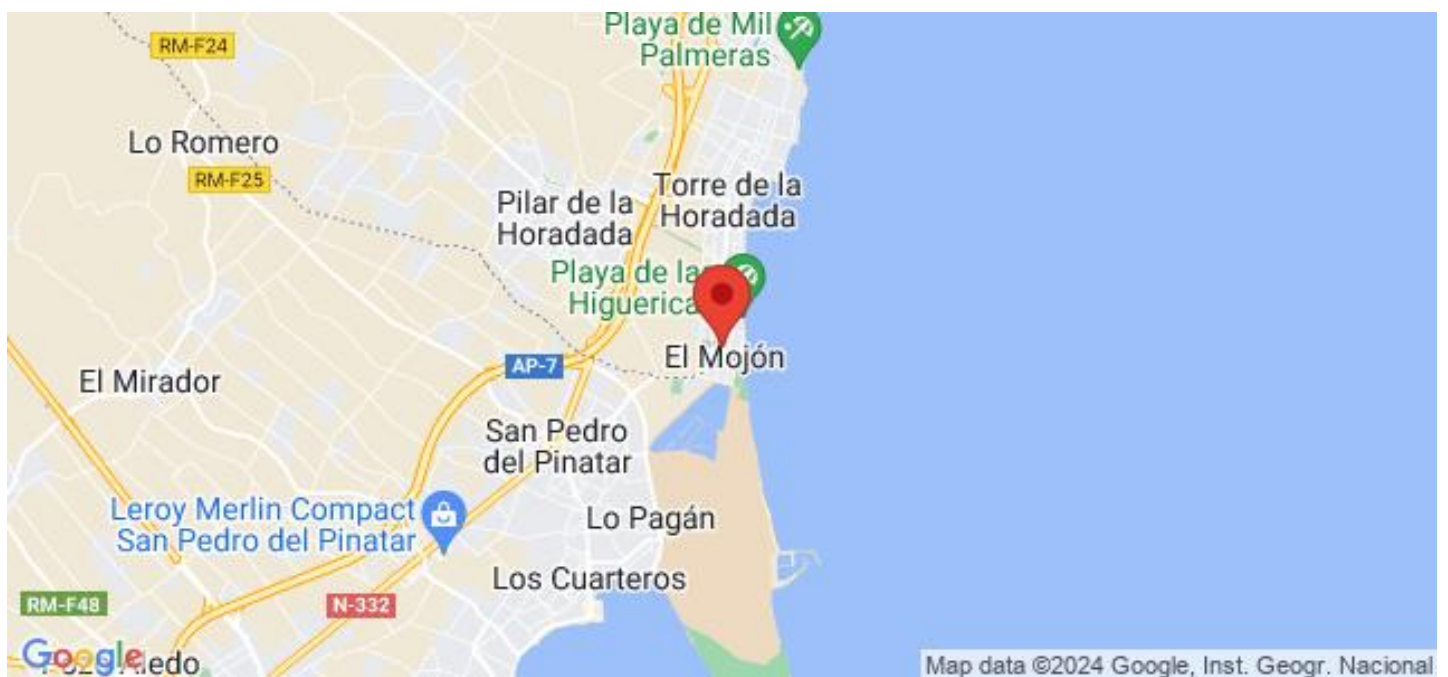 Playa de Mil
Palmeras
RM-F24
Lo Romero
RM-F25
Pilar de la
Horadada
Torre de la
Horadada
Playa de las
Higuerica
El Mojón
AP-7
El Mirador
San Pedro
del Pinatar
Leroy Merlin Compact
San Pedro del Pinatar
Lo Pagán
Los Cuarteros
RM-F48
N-332
Google
Map data ©2024 Google, Inst. Geogr. Nacional